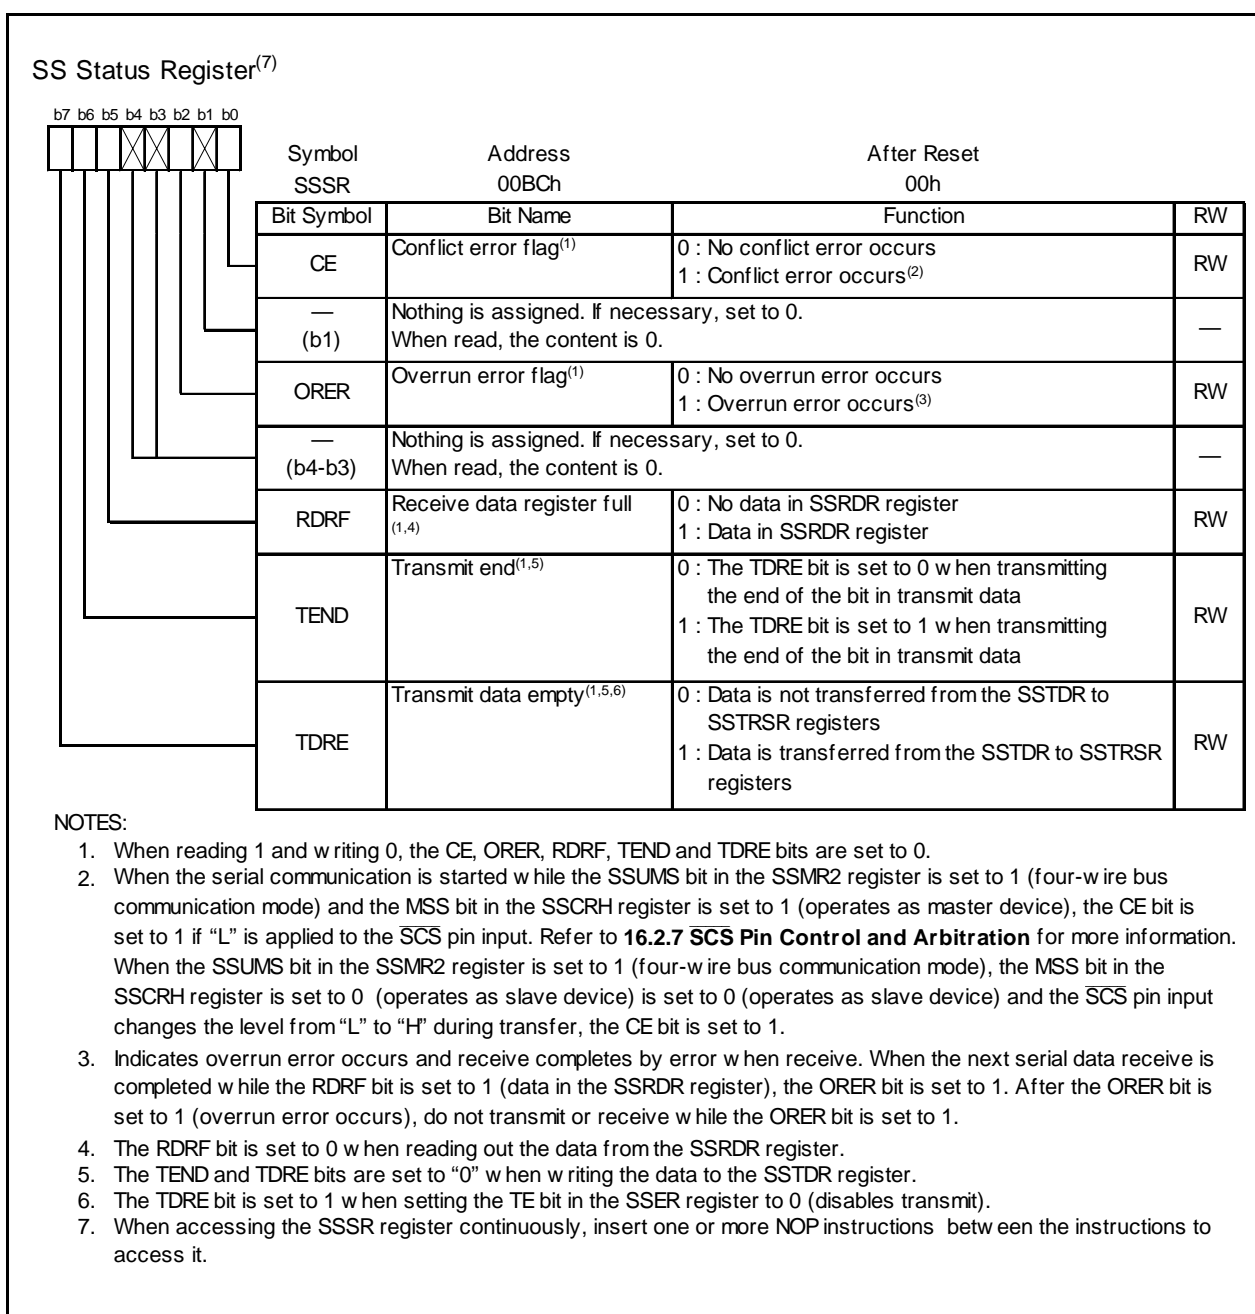 SS Status Register(7)
b7 b6 b5 b4 b3 b2 b1 b0
Symbol Address After Reset
SSSR 00BCh 00h
Bit Symbol Bit Name Function RW
CE Conflict error flag(1) 0 : No conflict error occurs RW
1 : Conflict error occurs(2)
— Nothing is assigned. If necessary, set to 0. —
(b1) When read, the content is 0.
ORER Overrun error flag(1) 0 : No overrun error occurs RW
1 : Overrun error occurs(3)
— Nothing is assigned. If necessary, set to 0. —
(b4-b3) When read, the content is 0.
RDRF Receive data register full 0 : No data in SSRDR register RW
(1,4) 1 : Data in SSRDR register
TEND Transmit end(1,5) 0 : The TDRE bit is set to 0 when transmitting RW
the end of the bit in transmit data
1 : The TDRE bit is set to 1 when transmitting
the end of the bit in transmit data
TDRE Transmit data empty(1,5,6) 0 : Data is not transferred from the SSTDR to RW
SSTRSR registers
1 : Data is transferred from the SSTDR to SSTRSR
registers
NOTES:
1. When reading 1 and writing 0, the CE, ORER, RDRF, TEND and TDRE bits are set to 0.
2. When the serial communication is started while the SSUMS bit in the SSMR2 register is set to 1 (four-wire bus
communication mode) and the MSS bit in the SSCRH register is set to 1 (operates as master device), the CE bit is
set to 1 if "L" is applied to the SCS pin input. Refer to 16.2.7 SCS Pin Control and Arbitration for more information.
When the SSUMS bit in the SSMR2 register is set to 1 (four-wire bus communication mode), the MSS bit in the
SSCRH register is set to 0 (operates as slave device) is set to 0 (operates as slave device) and the SCS pin input
changes the level from "L" to "H" during transfer, the CE bit is set to 1.
3. Indicates overrun error occurs and receive completes by error when receive. When the next serial data receive is
completed while the RDRF bit is set to 1 (data in the SSRDR register), the ORER bit is set to 1. After the ORER bit is
set to 1 (overrun error occurs), do not transmit or receive while the ORER bit is set to 1.
4. The RDRF bit is set to 0 when reading out the data from the SSRDR register.
5. The TEND and TDRE bits are set to "0" when writing the data to the SSTDR register.
6. The TDRE bit is set to 1 when setting the TE bit in the SSER register to 0 (disables transmit).
7. When accessing the SSSR register continuously, insert one or more NOP instructions between the instructions to
access it.